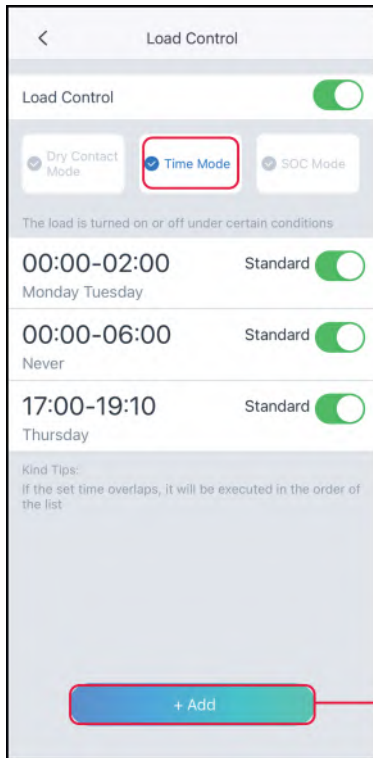 Load Control
Load Control
Dry Contact
Mode
Time Mode
SOC Mode
The load is turned on or off under certain conditions
00:00-02:00
Standard
Monday Tuesday
00:00-06:00
Standard
Never
17:00-19:10
Standard
Thursday
Kind Tips:
If the set time overlaps, it will be executed in the order of
the list
+ Add